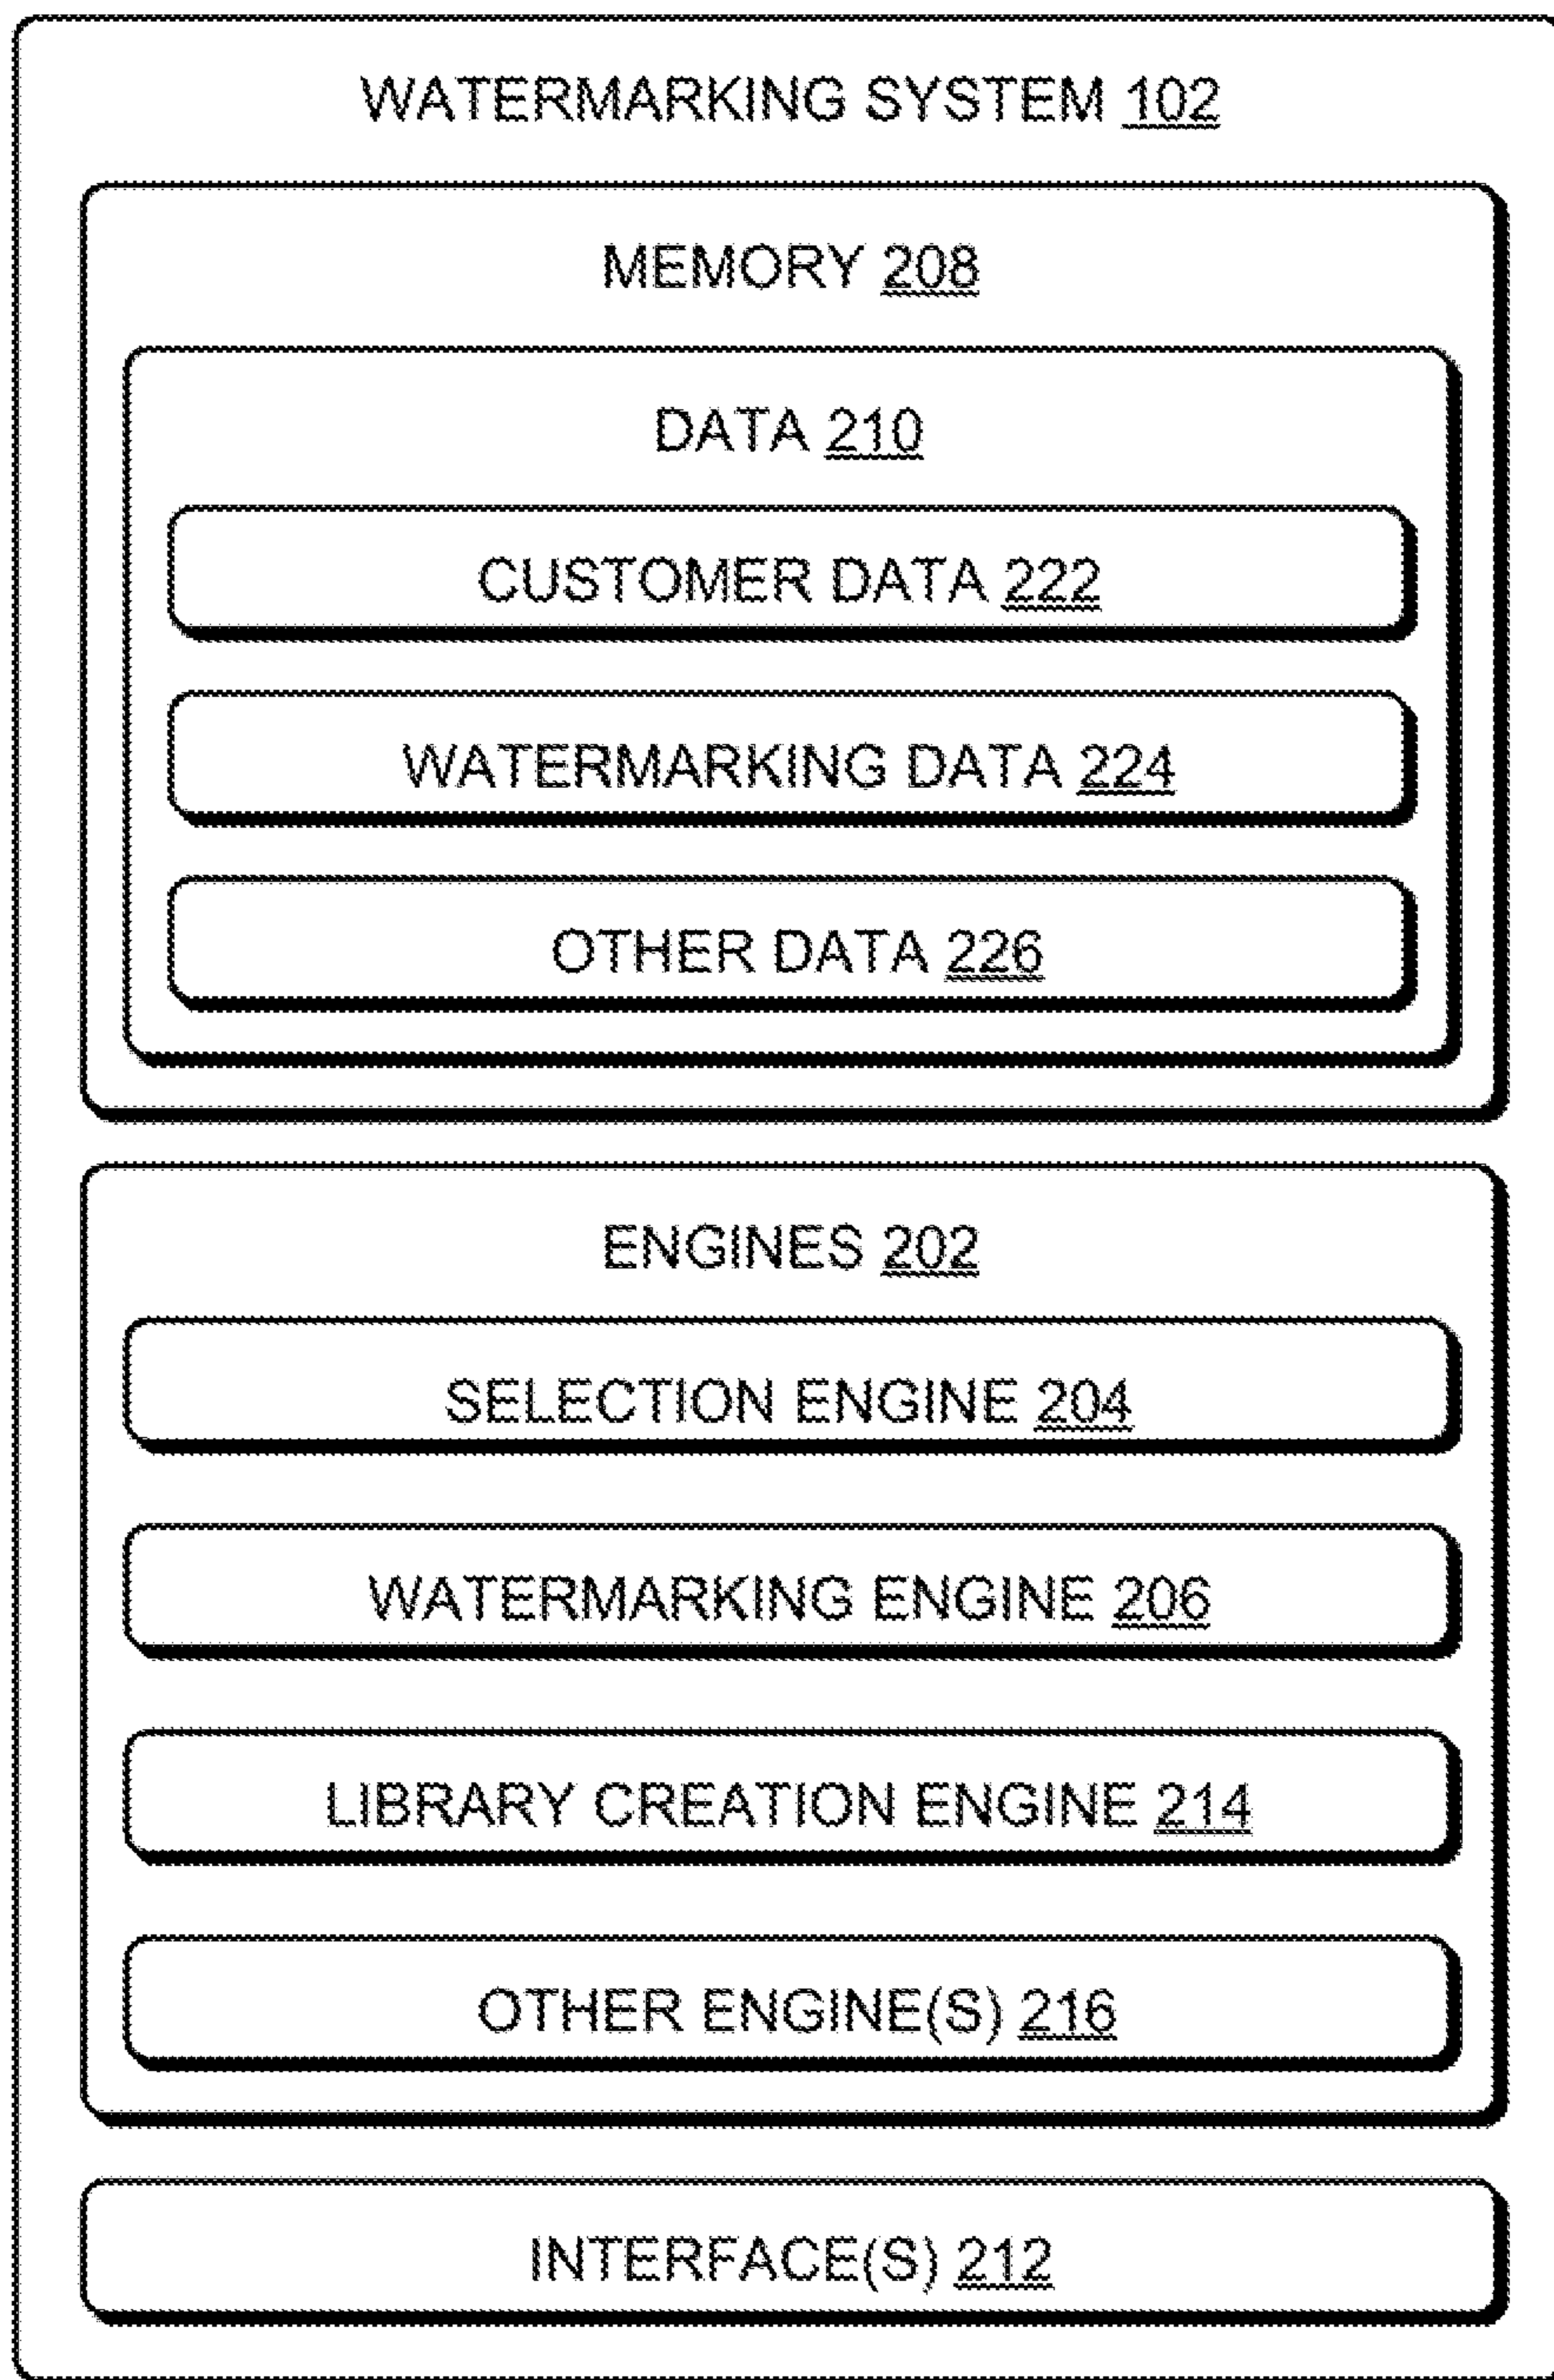 WATERMARKING SYSTEM 102
MEMORY 208
DATA 210
CUSTOMER DATA 222
WATERMARKING DATA 224
OTHER DATA 226
ENGINES 202
SELECTION ENGINE 204
WATERMARKING ENGINE 206
LIBRARY CREATION ENGINE 214
OTHER ENGINE(S) 216
INTERFACE(S) 212